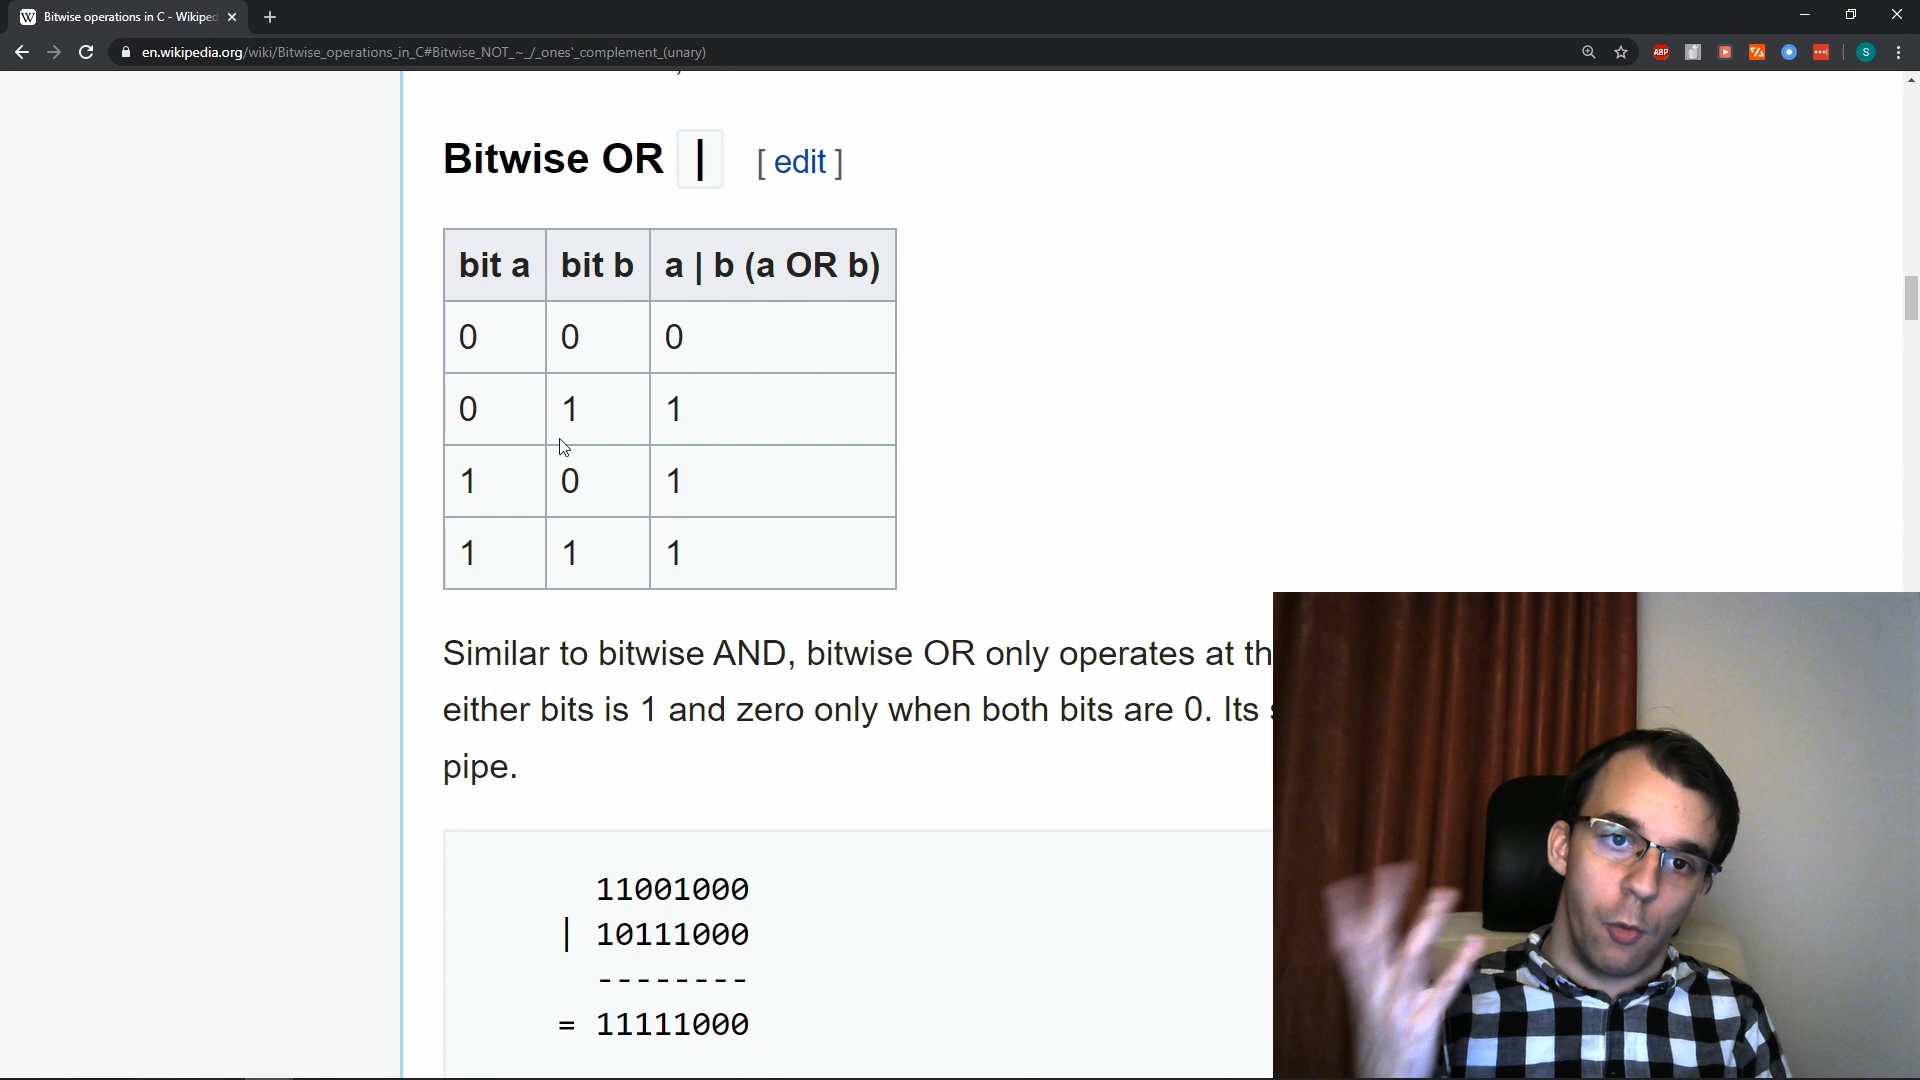 Bitwise operations in C - Wikiped
en.wikipedia.org/wiki/Bitwise_operations_in_C#Bitwise_NOT_~_/_ones'_complement_(unary)
ABP
S
Bitwise OR | [ edit ]
bit a bit b a | b (a OR b)
0 0 0
0 1 1
1 0 1
1 1 1
Similar to bitwise AND, bitwise OR only operates at th
either bits is 1 and zero only when both bits are 0. Its
pipe.
11001000
| 10111000
--------
= 11111000